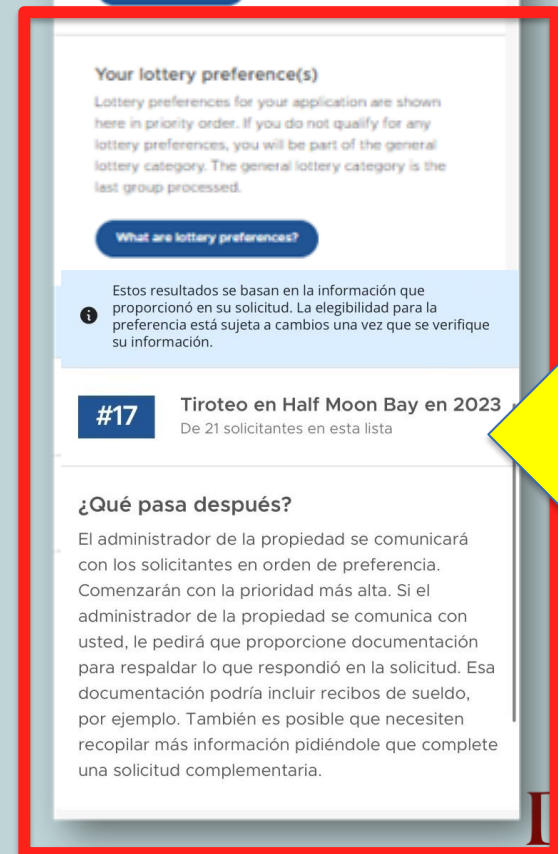 Your lottery preference(s)
Lottery preferences for your application are shown
here in priority order. If you do not qualify for any
lottery preferences, you will be part of the general
lottery category. The general lottery category is the
last group processed.
What are lottery preferences?
Estos resultados se basan en la información que
proporcionó en su solicitud. La elegibilidad para la
preferencia está sujeta a cambios una vez que se verifique
su información.
#17
Tiroteo en Half Moon Bay en 2023
De 21 solicitantes en esta lista
¿Qué pasa después?
El administrador de la propiedad se comunicará
con los solicitantes en orden de preferencia.
Comenzarán con la prioridad más alta. Si el
administrador de la propiedad se comunica con
usted, le pedirá que proporcione documentación
para respaldar lo que respondió en la solicitud. Esa
documentación podría incluir recibos de sueldo,
por ejemplo. También es posible que necesiten
recopilar más información pidiéndole que complete
una solicitud complementaria.